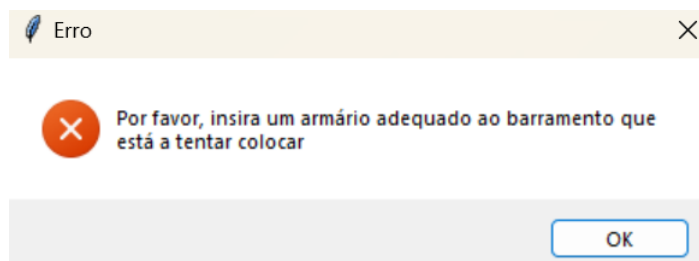 Erro
Por favor, insira um armário adequado ao barramento que
está a tentar colocar
OK